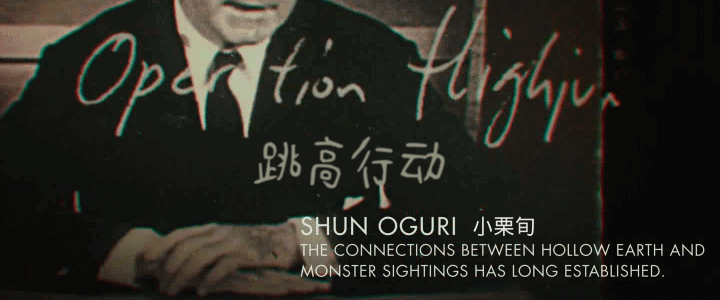 Operation Highju
跳高行动
SHUN OGURI 小栗旬
THE CONNECTIONS BETWEEN HOLLOW EARTH AND
MONSTER SIGHTINGS HAS LONG ESTABLISHED.